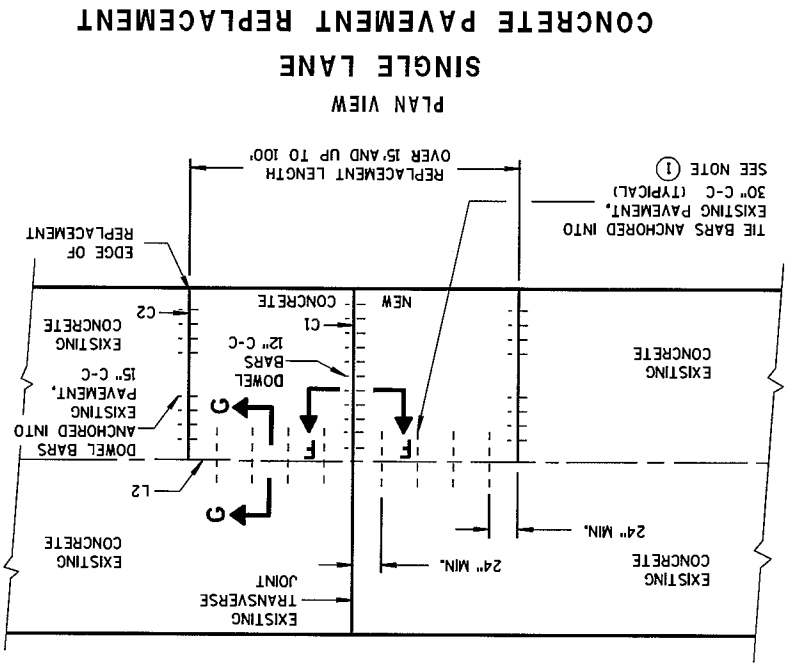 EXISTING
CONCRETE
24" MIN.
24" MIN.
EXISTING
TRANSVERSE
JOINT
EXISTING
CONCRETE
L2
G
G
F
F
EXISTING
CONCRETE
NEW
CONCRETE
C1
DOWEL
BARS
12" C-C
DOWEL BARS
ANCHORED INTO
EXISTING
PAVEMENT,
15" C-C
EXISTING
CONCRETE
C2
EDGE OF
REPLACEMENT
TIE BARS ANCHORED INTO
EXISTING PAVEMENT,
30" C-C (TYPICAL)
SEE NOTE 1
REPLACEMENT LENGTH
OVER 15' AND UP TO 100'
PLAN VIEW
SINGLE LANE
CONCRETE PAVEMENT REPLACEMENT